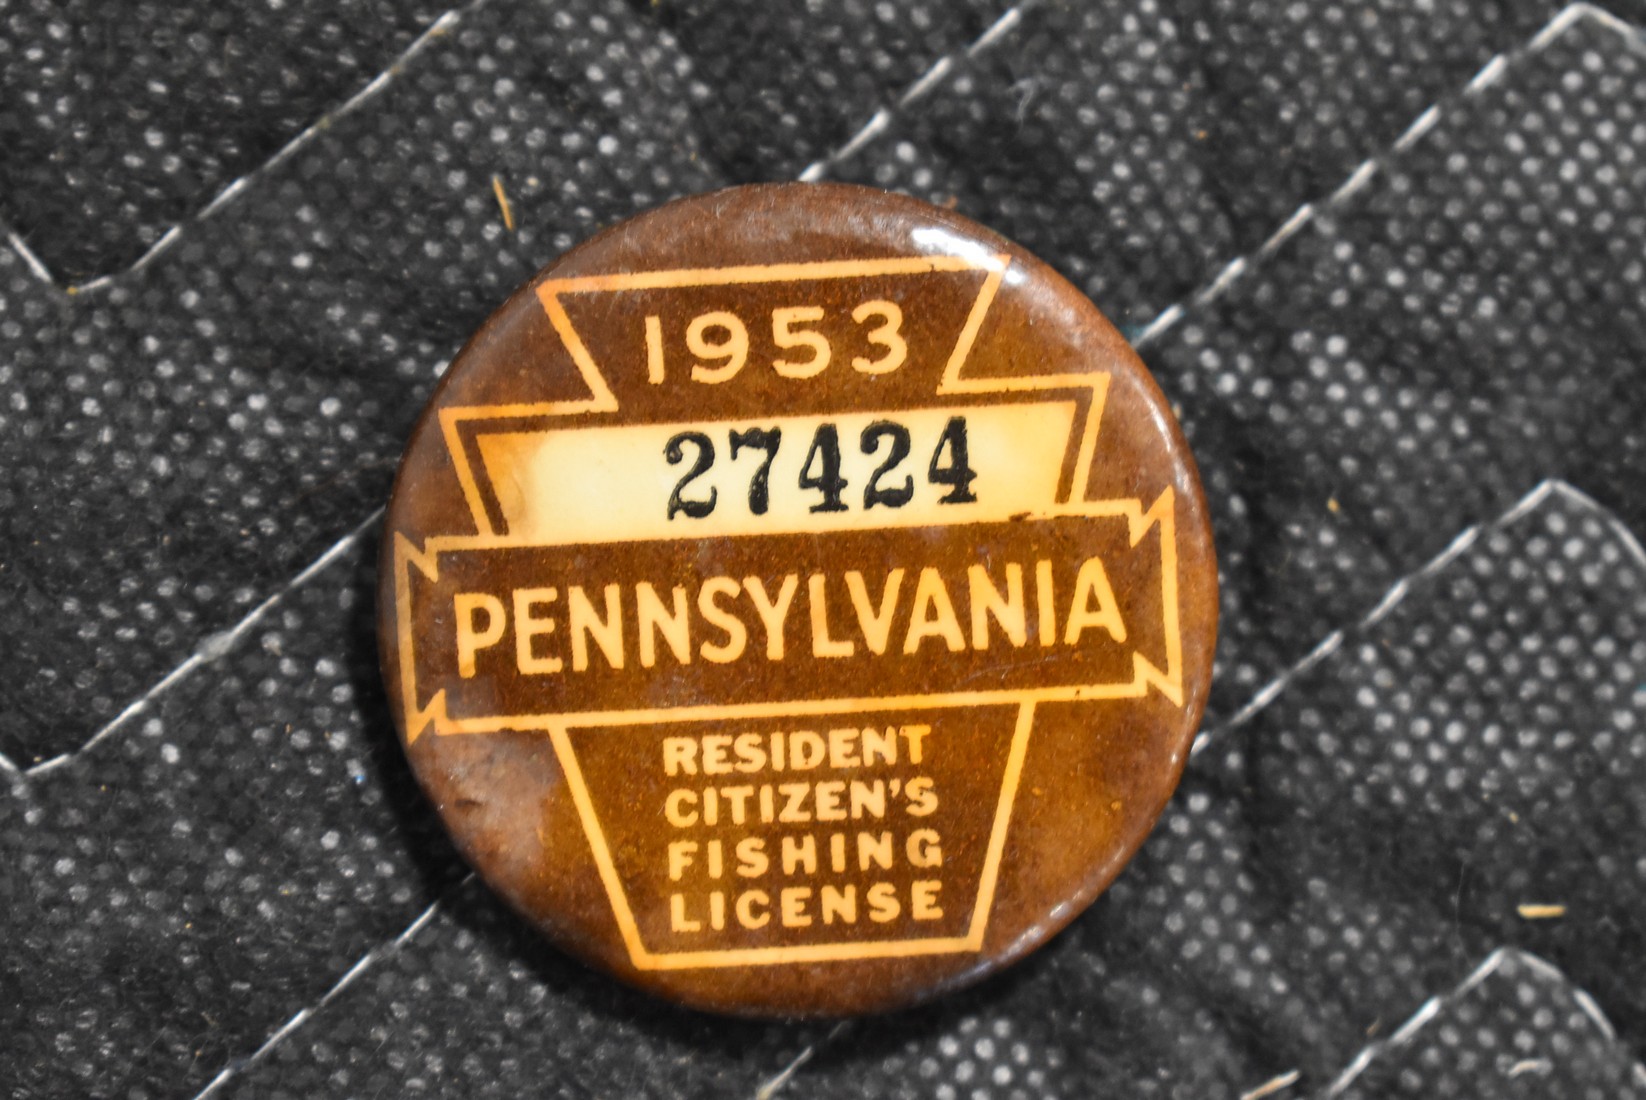 1953
27424
PENNSYLVANIA
RESIDENT
CITIZEN'S
FISHING
LICENSE